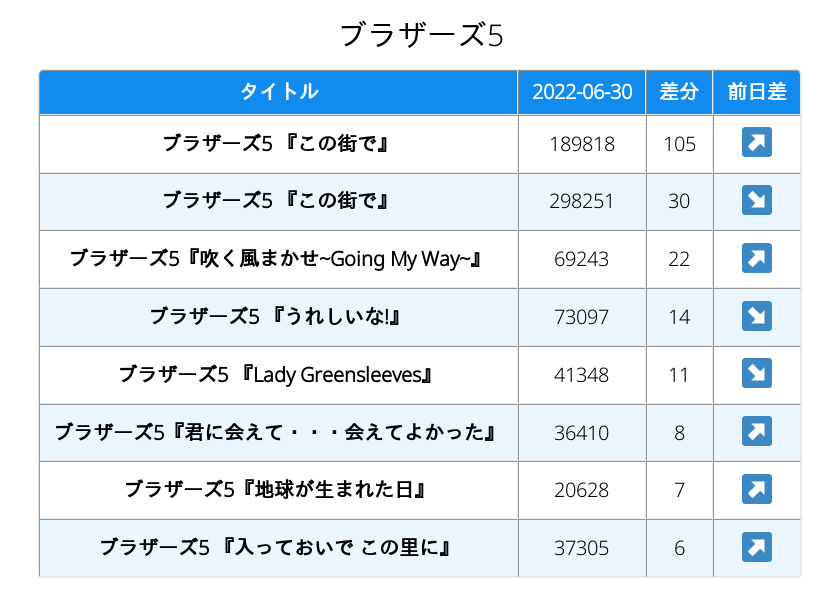 ブラザーズ5
タイトル 2022-06-30 差分 前日差
ブラザーズ5 『この街で』 189818 105 ↗
ブラザーズ5 『この街で』 298251 30 ↘
ブラザーズ5『吹く風まかせ~Going My Way~』 69243 22 ↗
ブラザーズ5 『うれしいな!』 73097 14 ↘
ブラザーズ5 『Lady Greensleeves』 41348 11 ↘
ブラザーズ5『君に会えて・・・会えてよかった』 36410 8 ↗
ブラザーズ5『地球が生まれた日』 20628 7 ↗
ブラザーズ5 『入っておいで この里に』 37305 6 ↗